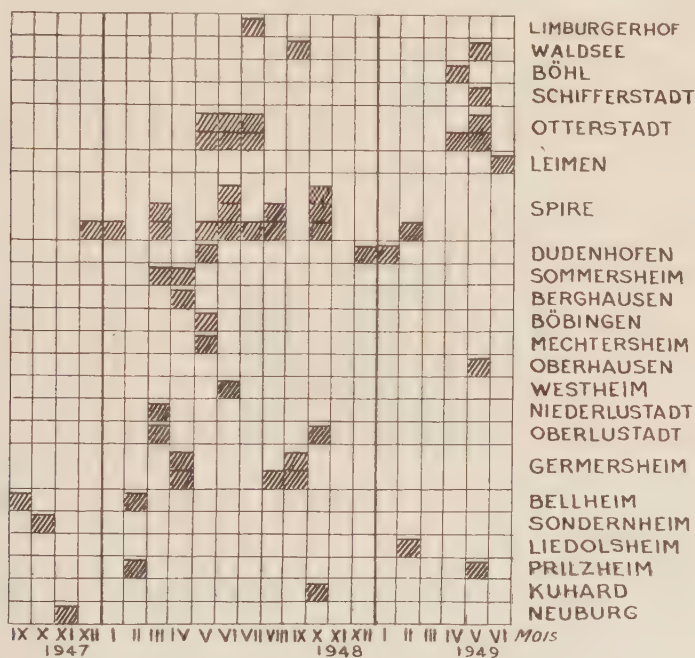 LIMBURGERHOF
WALDSEE
BÖHL
SCHIFFERSTADT
OTTERSTADT
LEIMEN
SPIRE
DUDENHOFEN
SOMMERSHEIM
BERGHAUSEN
BÖBINGEN
MECHTERSHEIM
OBERHAUSEN
WESTHEIM
NIEDERLUSTADT
OBERLUSTADT
GERMERSHEIM
BELLHEIM
SONDERNHEIM
LIEDOLSHEIM
PRILZHEIM
KUHARD
NEUBURG
IX X XI XII I II III IV V VI VII VIII IX X XI XII I II III IV V VI Mois
1947 1948 1949